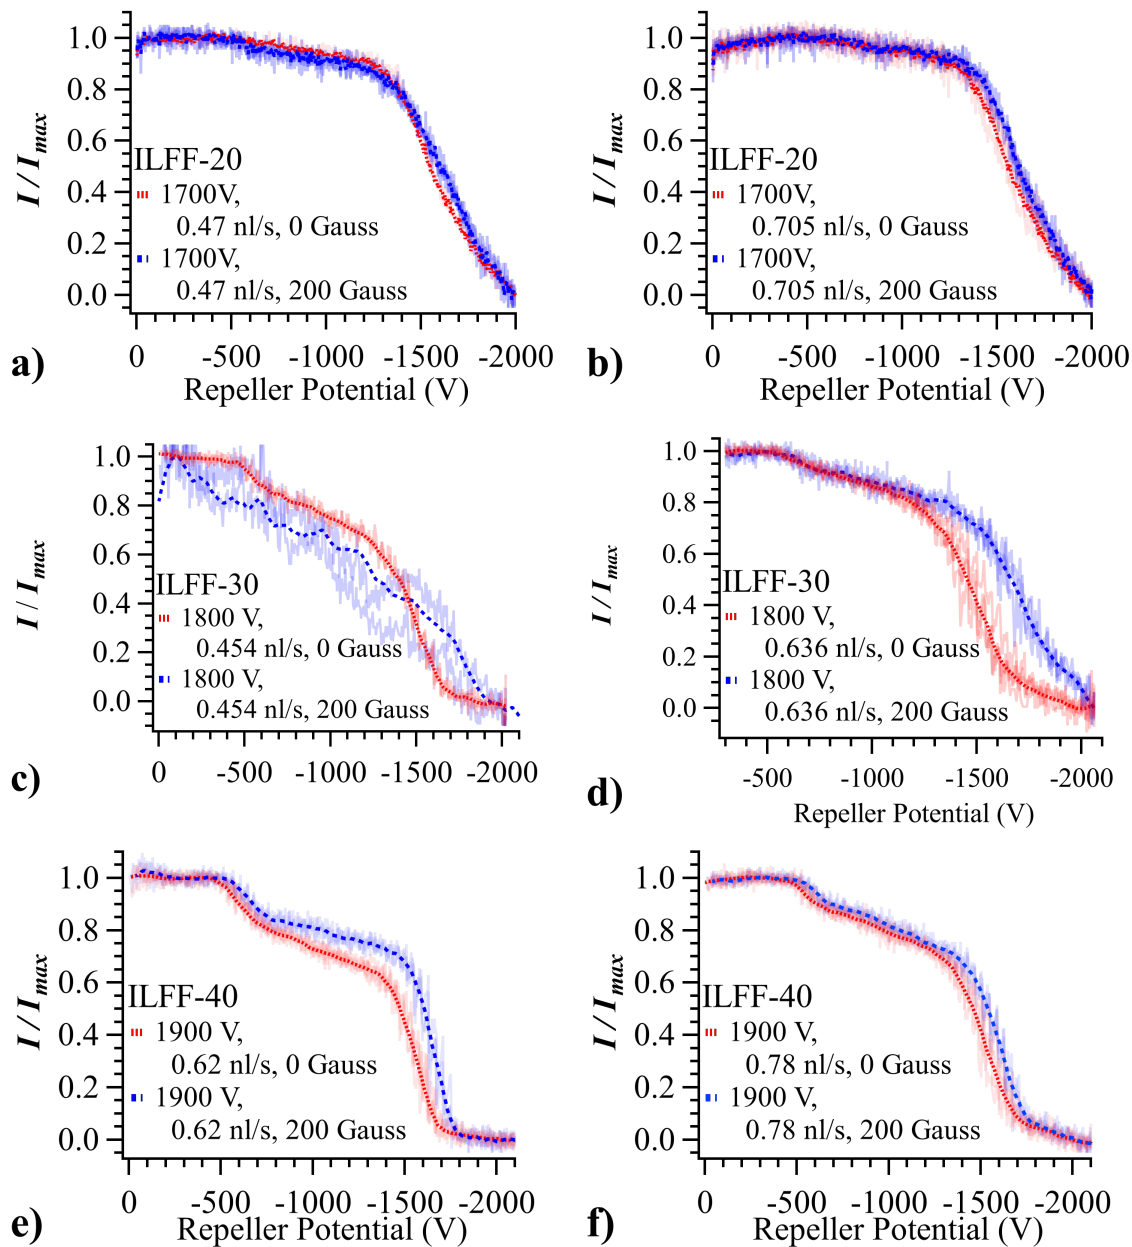 1.0
0.8
0.6
0.4
0.2
0.0
I / Imax
ILFF-20
1700V,
0.47 nl/s, 0 Gauss
1700V,
0.47 nl/s, 200 Gauss
0 -500 -1000 -1500 -2000
Repeller Potential (V)
a)
1.0
0.8
0.6
0.4
0.2
0.0
I / Imax
ILFF-20
1700V,
0.705 nl/s, 0 Gauss
1700V,
0.705 nl/s, 200 Gauss
0 -500 -1000 -1500 -2000
Repeller Potential (V)
b)
1.0
0.8
0.6
0.4
0.2
0.0
I / Imax
ILFF-30
1800 V,
0.454 nl/s, 0 Gauss
1800 V,
0.454 nl/s, 200 Gauss
0 -500 -1000 -1500 -2000
c)
1.0
0.8
0.6
0.4
0.2
0.0
I / Imax
ILFF-30
1800 V,
0.636 nl/s, 0 Gauss
1800 V,
0.636 nl/s, 200 Gauss
-500 -1000 -1500 -2000
Repeller Potential (V)
d)
1.0
0.8
0.6
0.4
0.2
0.0
I / Imax
ILFF-40
1900 V,
0.62 nl/s, 0 Gauss
1900 V,
0.62 nl/s, 200 Gauss
0 -500 -1000 -1500 -2000
Repeller Potential (V)
e)
1.0
0.8
0.6
0.4
0.2
0.0
I / Imax
ILFF-40
1900 V,
0.78 nl/s, 0 Gauss
1900 V,
0.78 nl/s, 200 Gauss
0 -500 -1000 -1500 -2000
Repeller Potential (V)
f)